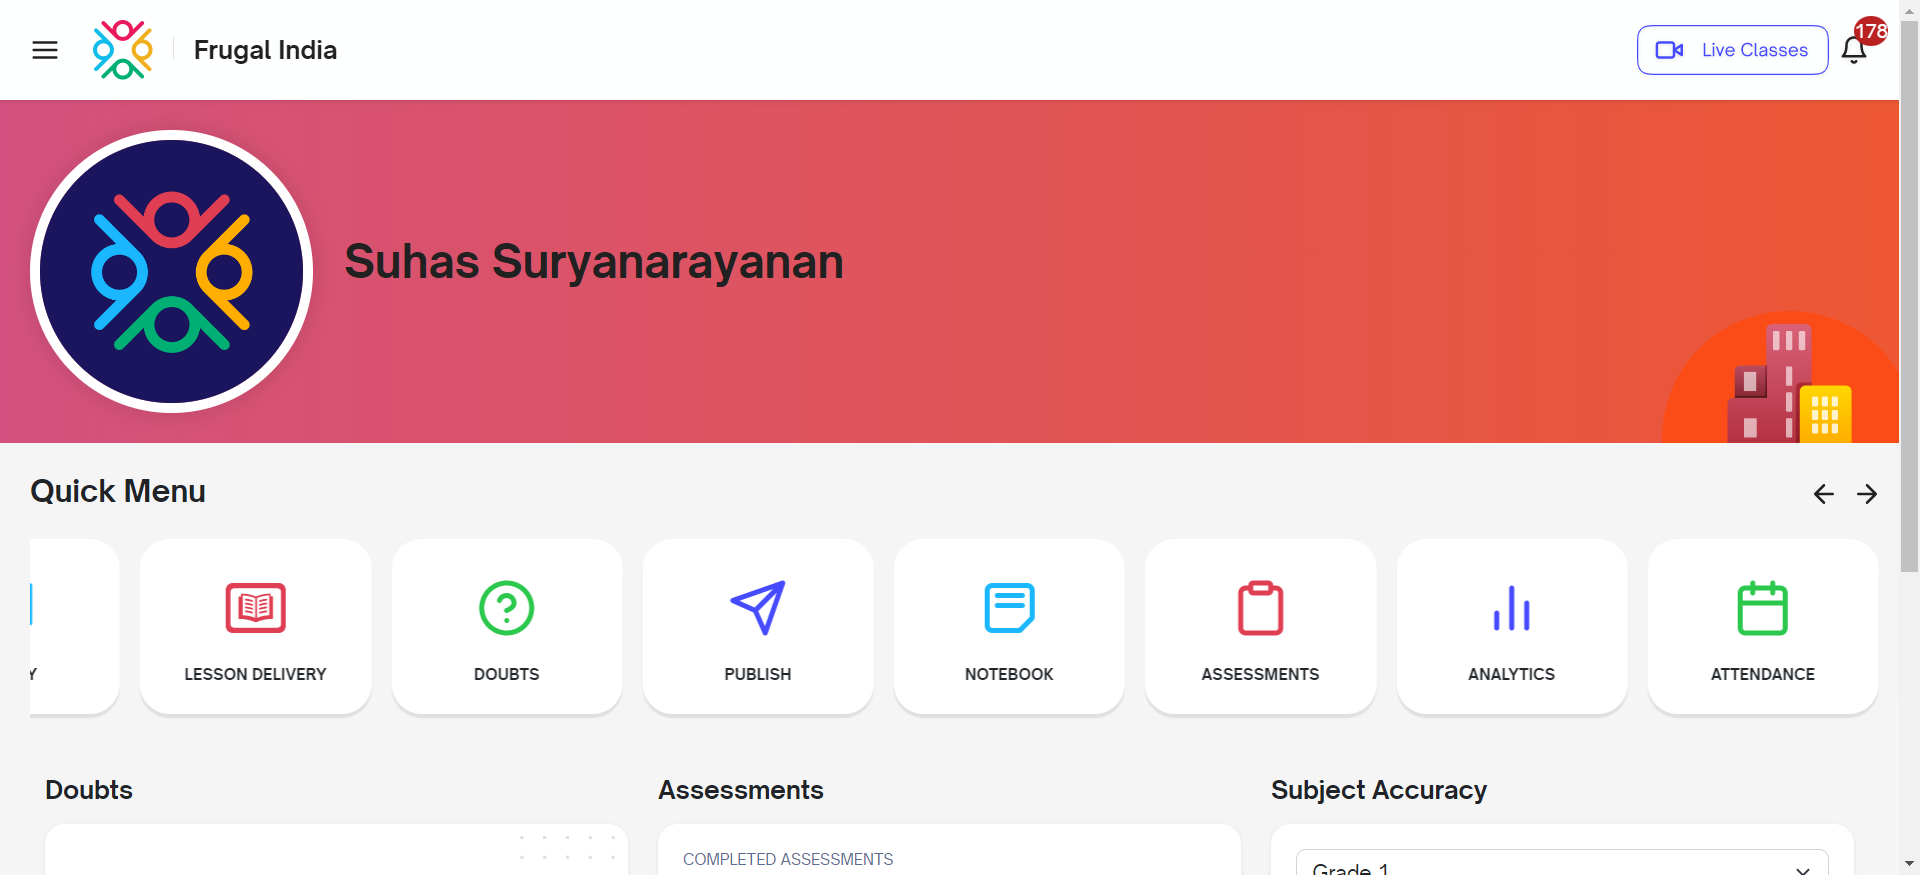 Frugal India
Live Classes
178
Suhas Suryanarayanan
Quick Menu
Y
LESSON DELIVERY
DOUBTS
PUBLISH
NOTEBOOK
ASSESSMENTS
ANALYTICS
ATTENDANCE
Doubts
Assessments
Subject Accuracy
COMPLETED ASSESSMENTS
Grade 1